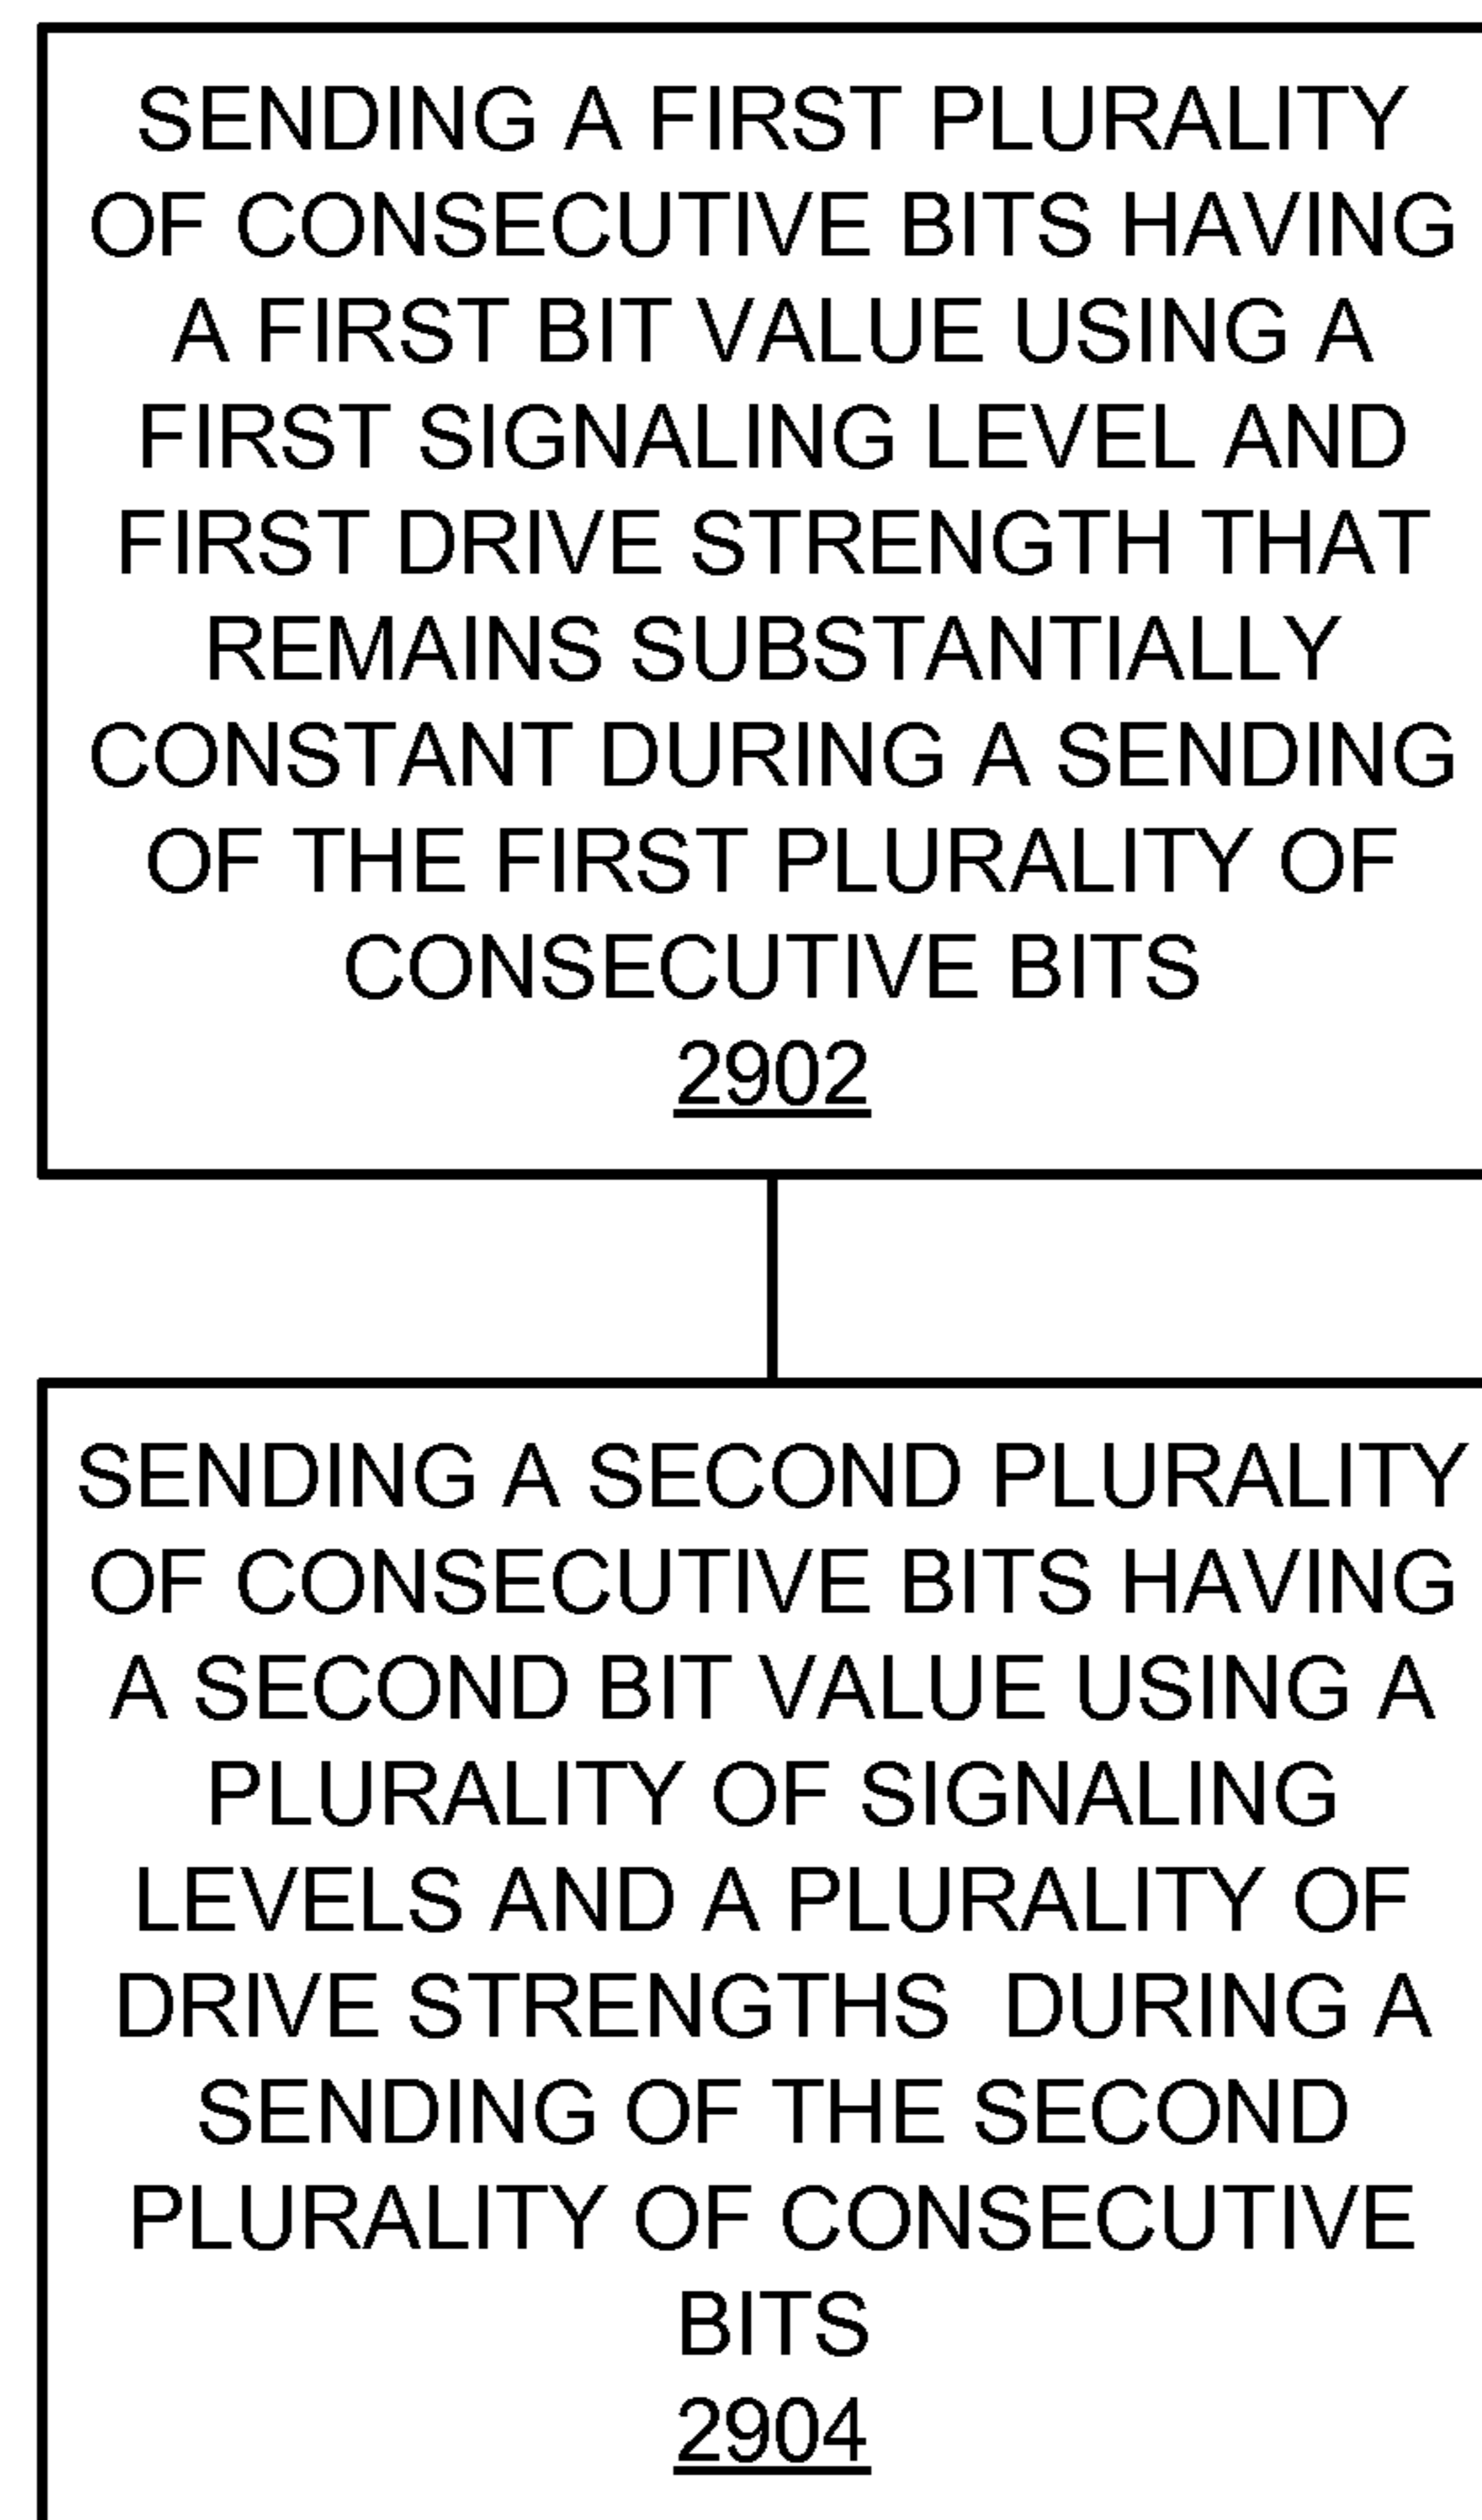 SENDING A FIRST PLURALITY
OF CONSECUTIVE BITS HAVING
A FIRST BIT VALUE USING A
FIRST SIGNALING LEVEL AND
FIRST DRIVE STRENGTH THAT
REMAINS SUBSTANTIALLY
CONSTANT DURING A SENDING
OF THE FIRST PLURALITY OF
CONSECUTIVE BITS
2902
SENDING A SECOND PLURALITY
OF CONSECUTIVE BITS HAVING
A SECOND BIT VALUE USING A
PLURALITY OF SIGNALING
LEVELS AND A PLURALITY OF
DRIVE STRENGTHS DURING A
SENDING OF THE SECOND
PLURALITY OF CONSECUTIVE
BITS
2904